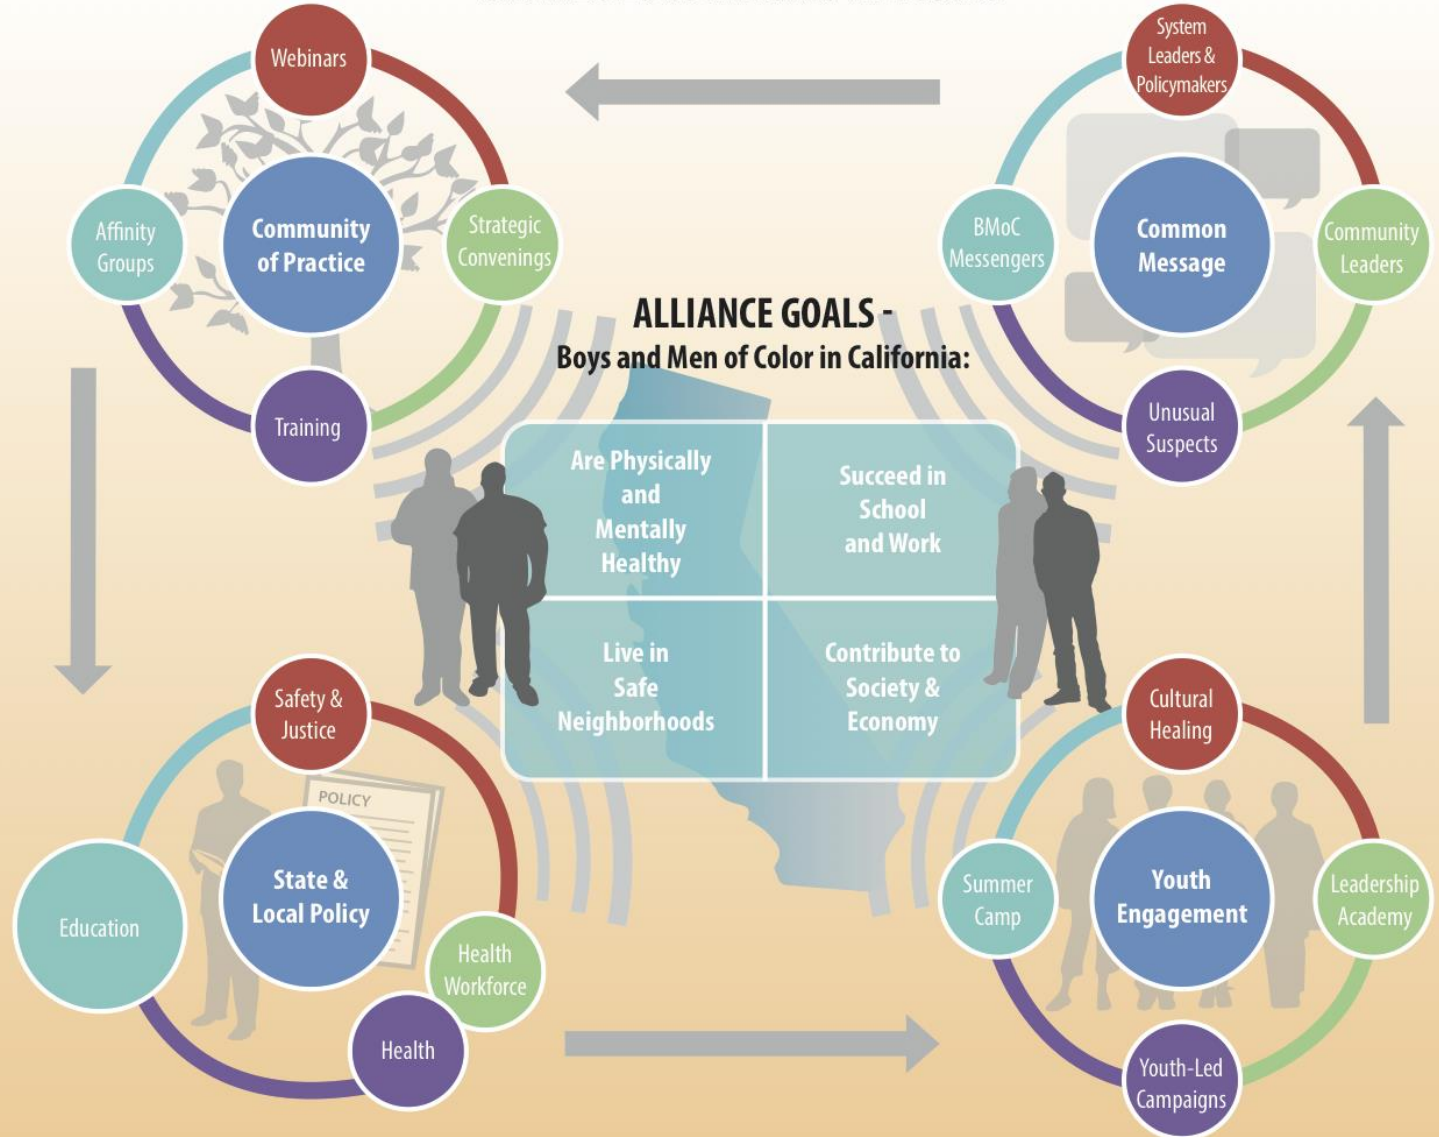 Webinars
Affinity
Groups
Community
of Practice
Strategic
Convenings
Training
System
Leaders &
Policymakers
BMoC
Messengers
Common
Message
Community
Leaders
Unusual
Suspects
ALLIANCE GOALS -
Boys and Men of Color in California:
Are Physically
and
Mentally
Healthy
Succeed in
School
and Work
Live in
Safe
Neighborhoods
Contribute to
Society &
Economy
Safety &
Justice
POLICY
Education
State &
Local Policy
Health
Workforce
Health
Cultural
Healing
Summer
Camp
Youth
Engagement
Leadership
Academy
Youth-Led
Campaigns